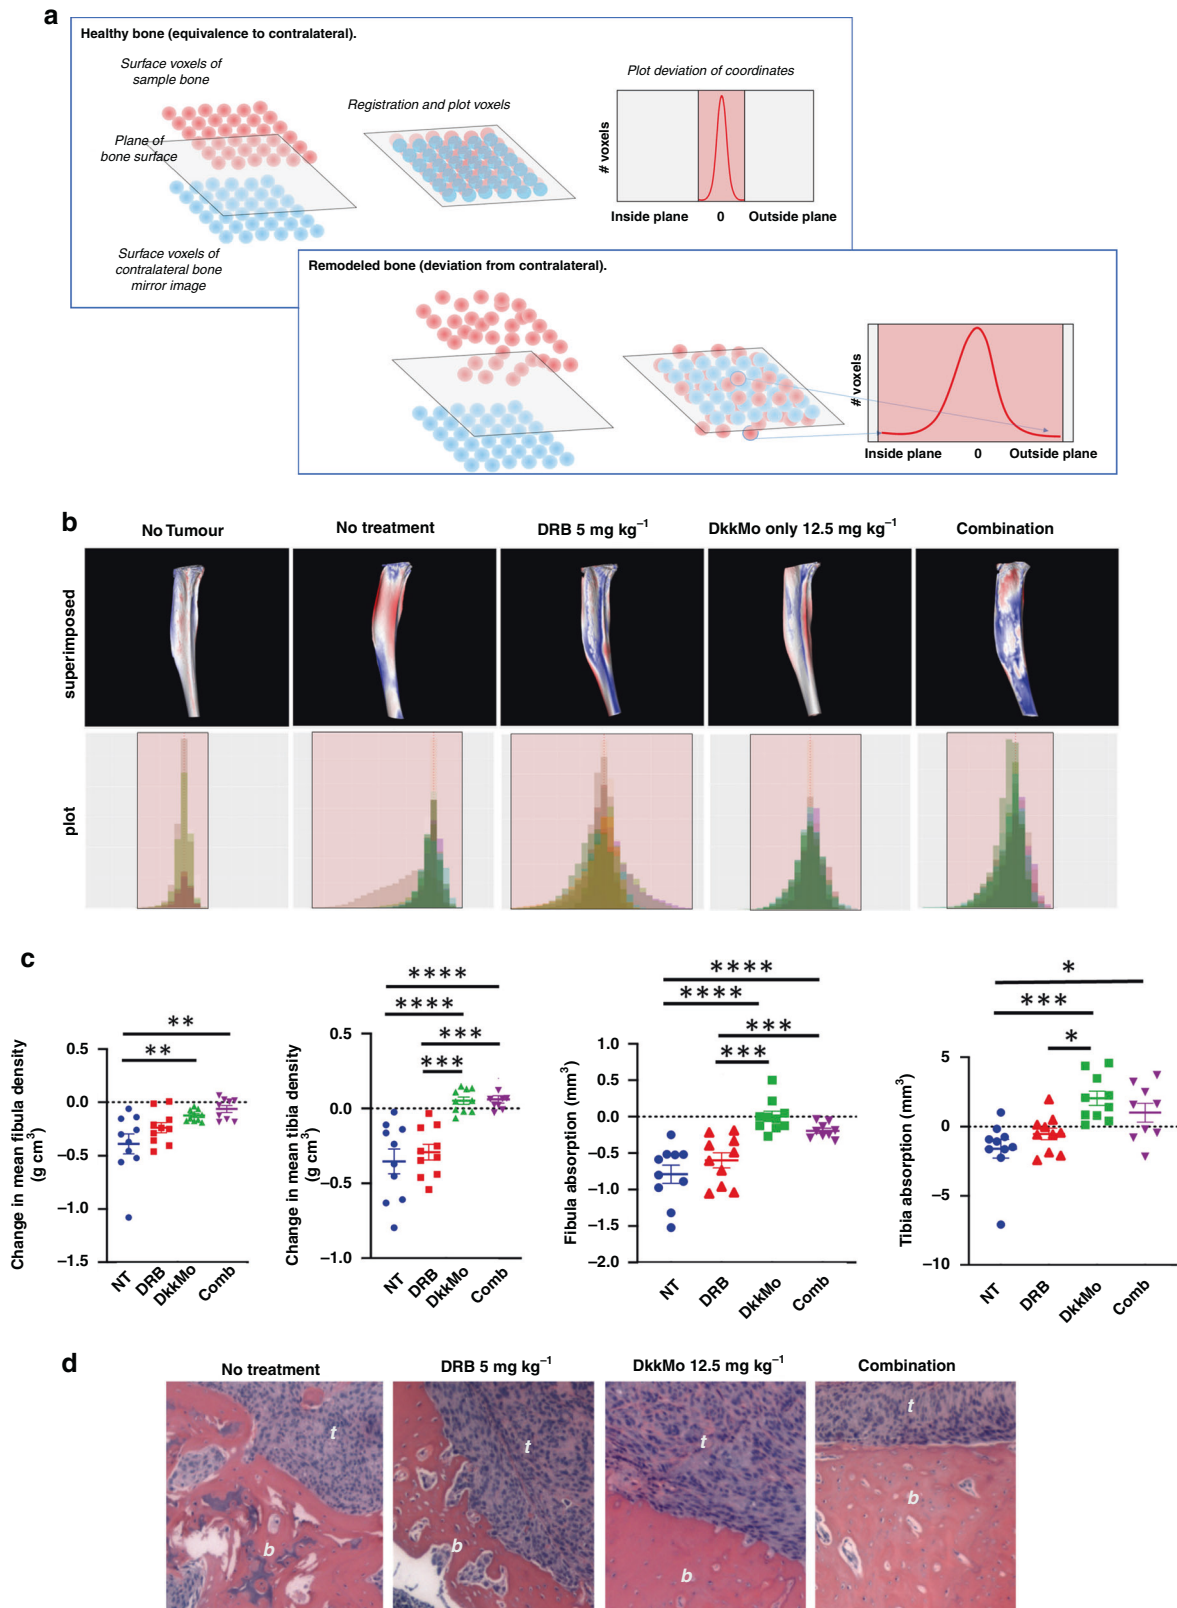 a
Healthy bone (equivalence to contralateral).
Surface voxels of
sample bone
Plane of
bone surface
Surface voxels of
contralateral bone
mirror image
Registration and plot voxels
Plot deviation of coordinates
# voxels
Inside plane 0 Outside plane
Remodeled bone (deviation from contralateral).
# voxels
Inside plane 0 Outside plane
b
No Tumour
No treatment
DRB 5 mg kg–1
DkkMo only 12.5 mg kg–1
Combination
superimposed
plot
c
Change in mean fibula density
(g cm3)
0.5
0.0
–0.5
–1.0
–1.5
**
**
NT
DRB
DkkMo
Comb
Change in mean tibia density
(g cm3)
0.5
0.0
–0.5
–1.0
****
****
***
***
NT
DRB
DkkMo
Comb
Fibula absorption (mm3)
1.0
0.5
0.0
–0.5
–1.0
–1.5
–2.0
****
****
***
***
NT
DRB
DkkMo
Comb
Tibia absorption (mm3)
5
0
–5
–10
*
***
*
NT
DRB
DkkMo
Comb
d
No treatment
DRB 5 mg kg–1
DkkMo 12.5 mg kg–1
Combination
t
b
t
b
t
b
t
b